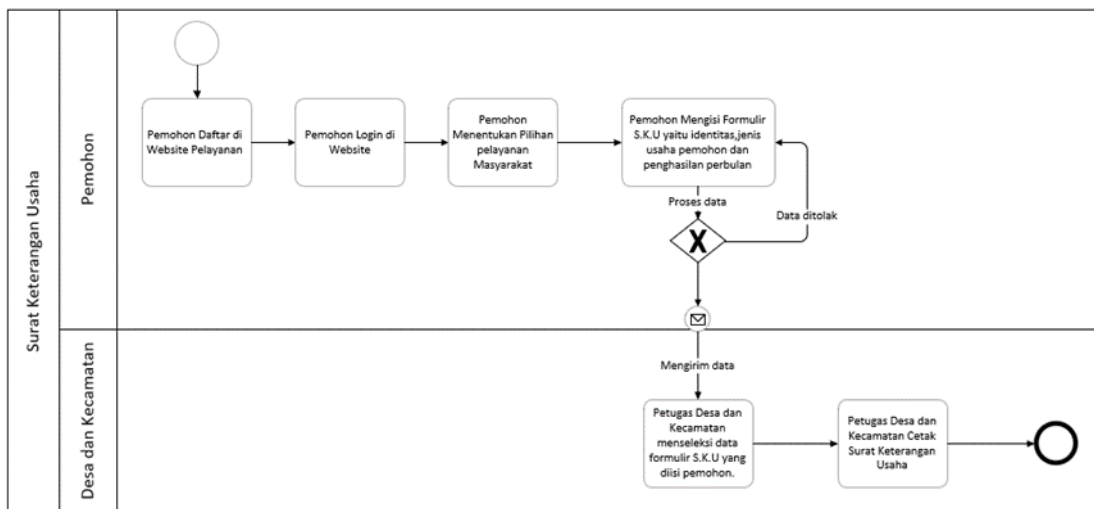 Surat Keterangan Usaha
Pemohon
Pemohon Daftar di
Website Pelayanan
Pemohon Login di
Website
Pemohon
Menentukan Pilihan
pelayanan
Masyarakat
Pemohon Mengisi Formulir
S.K.U yaitu identitas,jenis
usaha pemohon dan
penghasilan perbulan
Proses data
Data ditolak
X
Desa dan Kecamatan
Mengirim data
Petugas Desa dan
Kecamatan
menseleksi data
formulir S.K.U yang
diisi pemohon.
Petugas Desa dan
Kecamatan Cetak
Surat Keterangan
Usaha